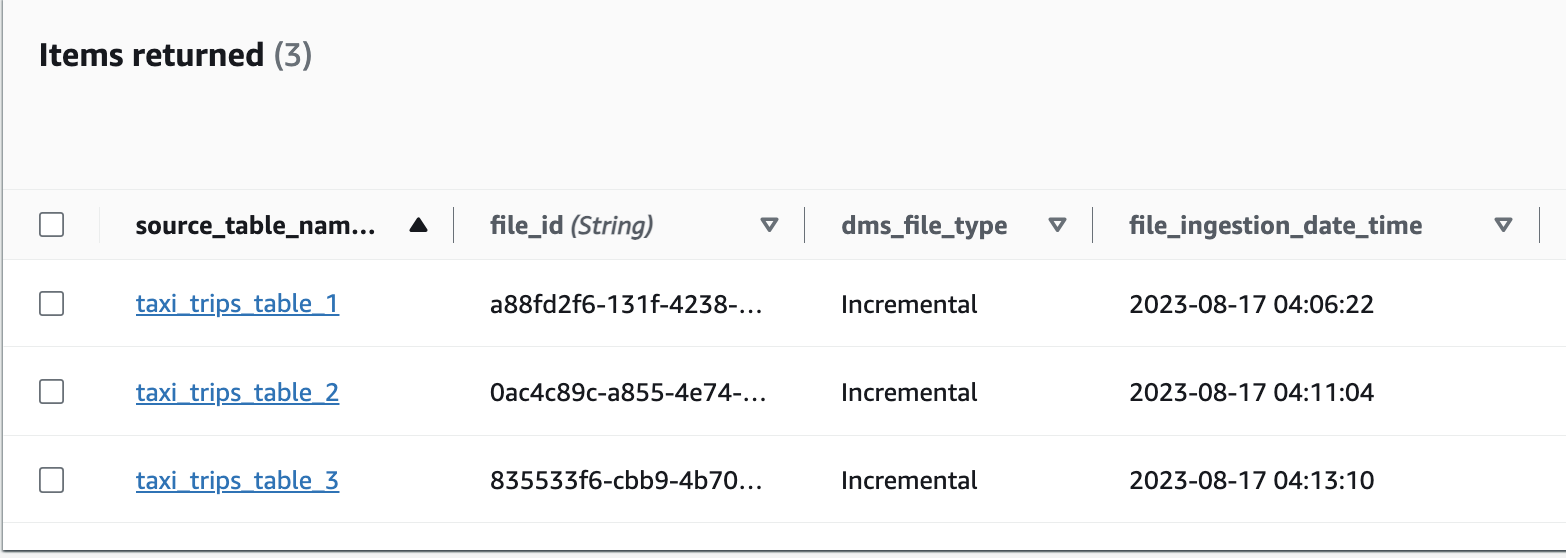 Items returned (3)
source_table_nam... file_id (String) dms_file_type file_ingestion_date_time
taxi_trips_table_1 a88fd2f6-131f-4238-... Incremental 2023-08-17 04:06:22
taxi_trips_table_2 0ac4c89c-a855-4e74-... Incremental 2023-08-17 04:11:04
taxi_trips_table_3 835533f6-cbb9-4b70... Incremental 2023-08-17 04:13:10